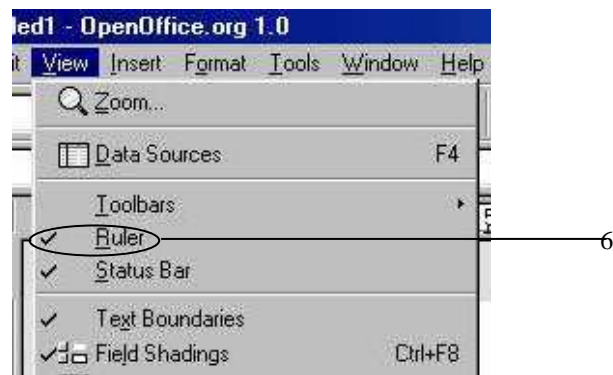 led1 - OpenOffice.org 1.0
it View Insert Format Tools Window Help
Zoom...
Data Sources F4
Toolbars
Ruler 6
Status Bar
Text Boundaries
Field Shadings Ctrl+F8